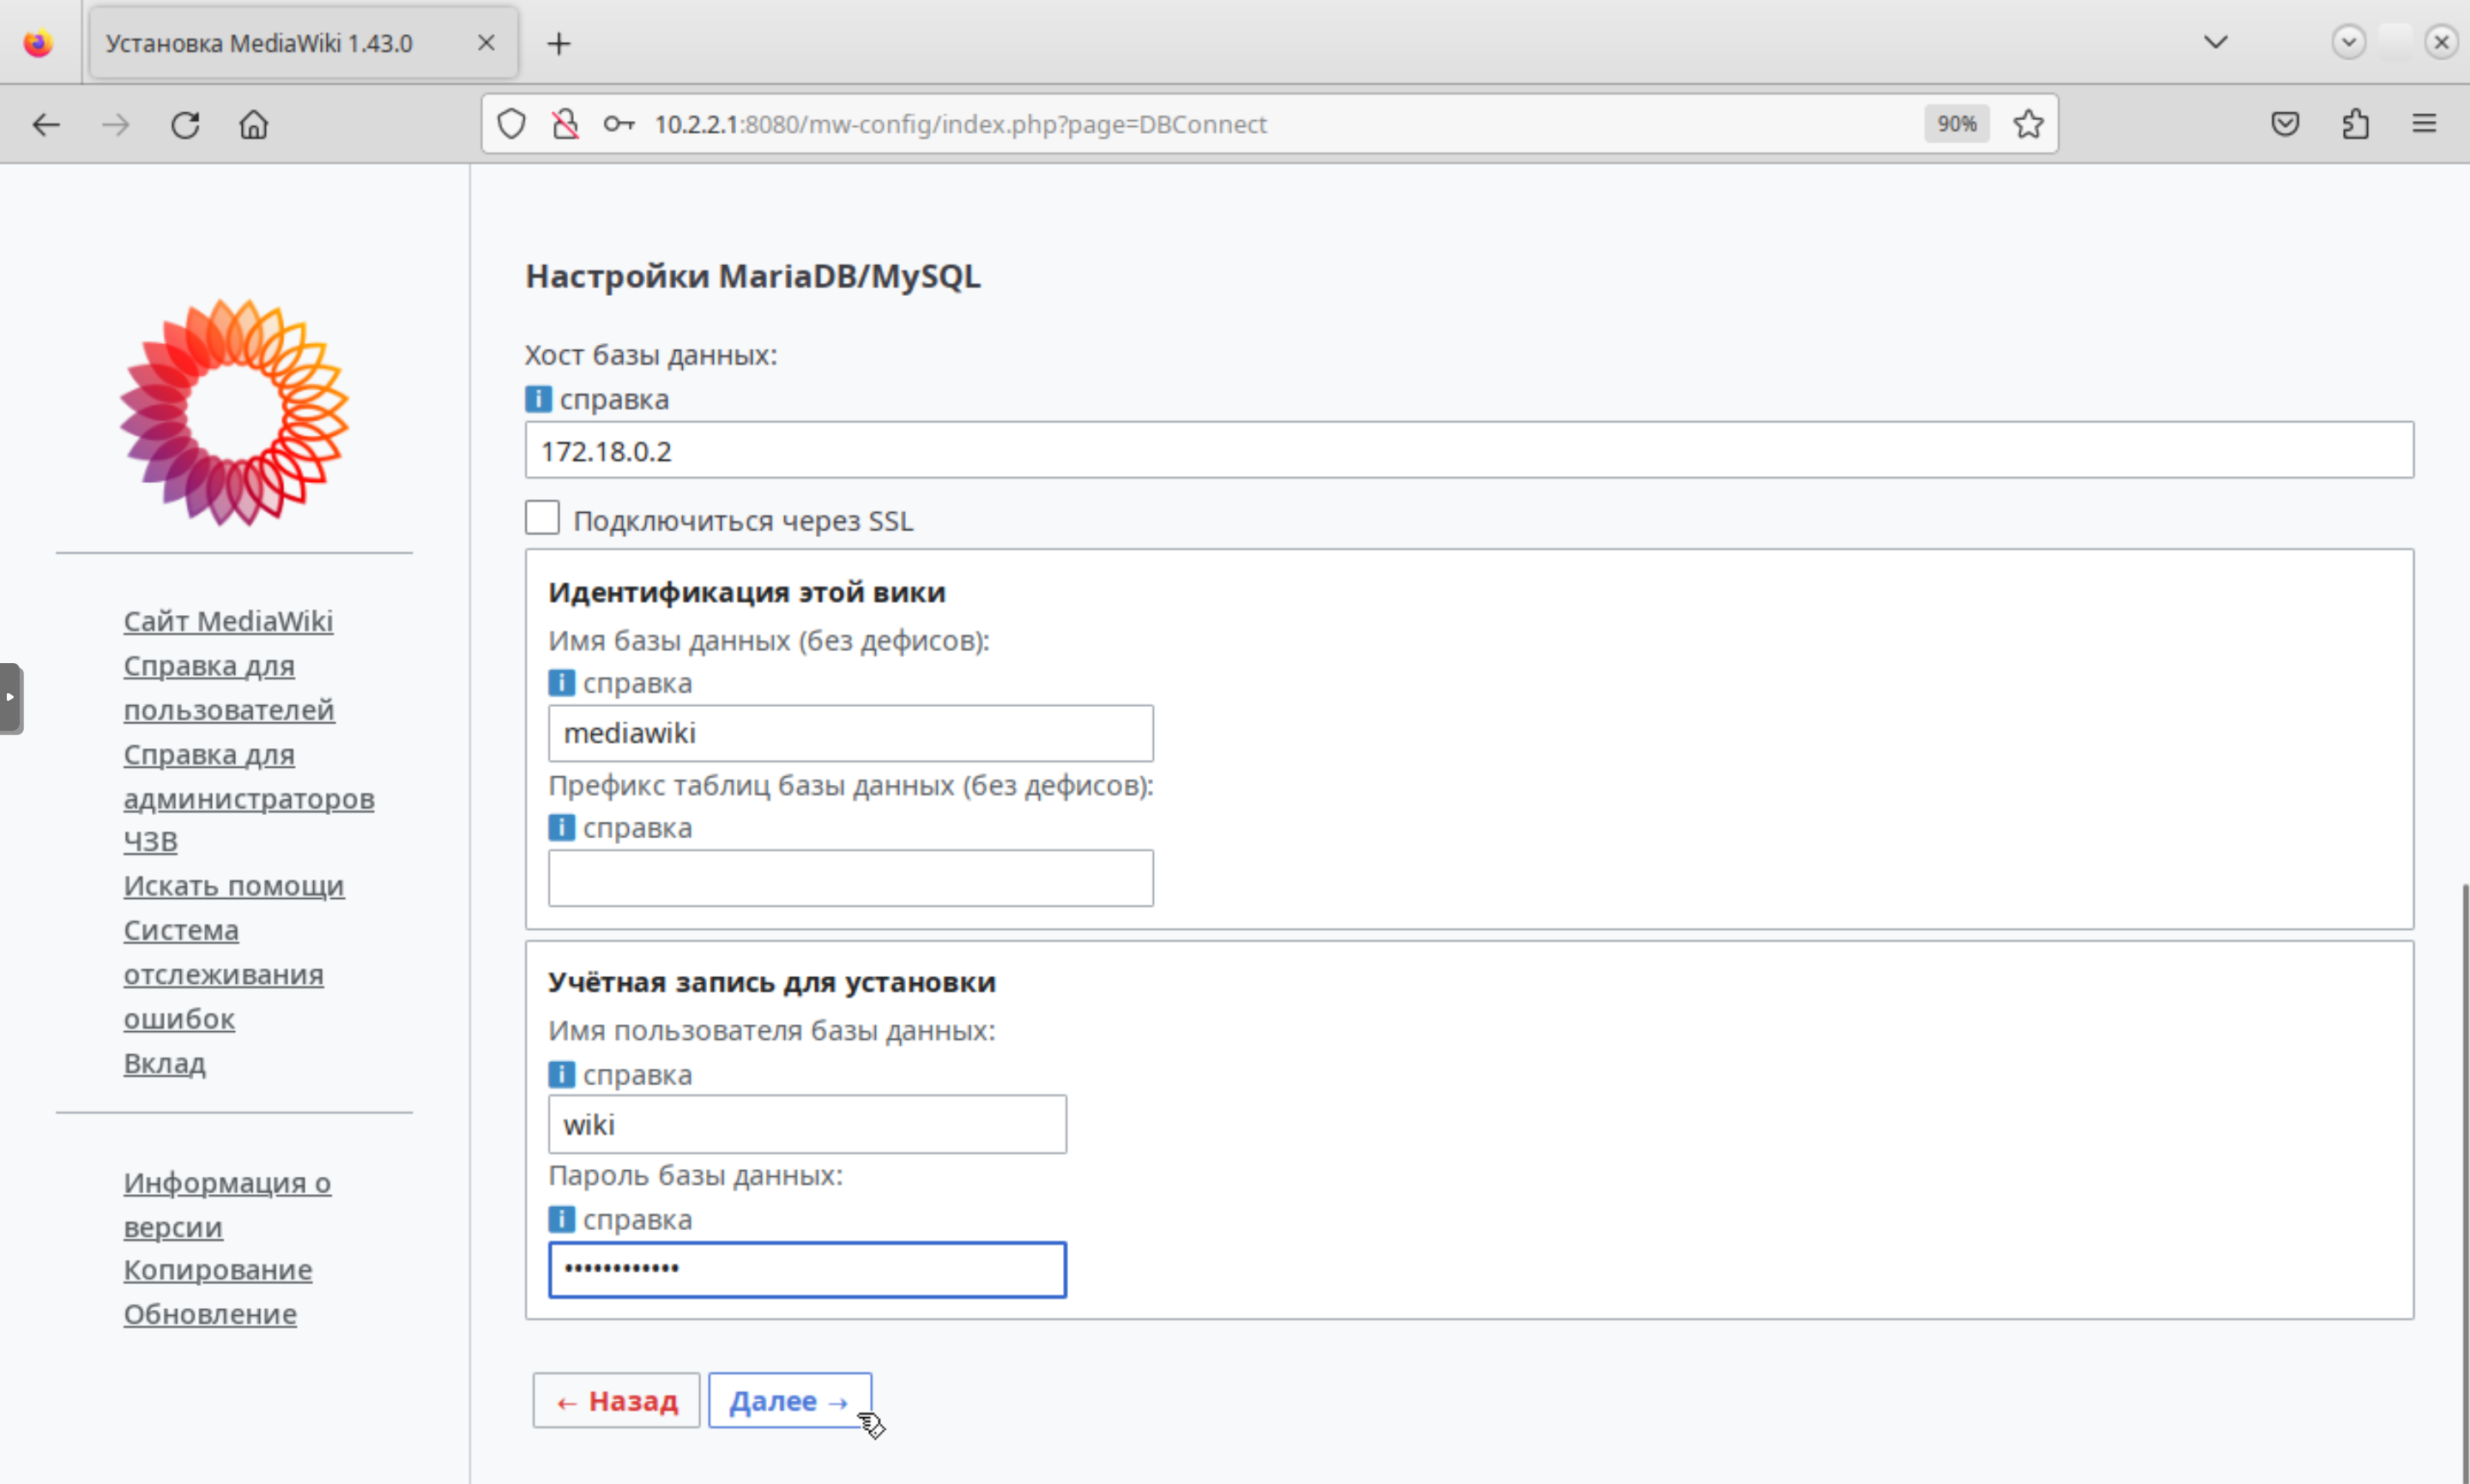 Установка MediaWiki 1.43.0
10.2.2.1:8080/mw-config/index.php?page=DBConnect
90%
Сайт MediaWiki
Справка для
пользователей
Справка для
администраторов
ЧЗВ
Искать помощи
Система
отслеживания
ошибок
Вклад
Информация о
версии
Копирование
Обновление
Настройки MariaDB/MySQL
Хост базы данных:
i справка
172.18.0.2
Подключиться через SSL
Идентификация этой вики
Имя базы данных (без дефисов):
i справка
mediawiki
Префикс таблиц базы данных (без дефисов):
i справка
Учётная запись для установки
Имя пользователя базы данных:
i справка
wiki
Пароль базы данных:
i справка
••••••••••••
← Назад
Далее →